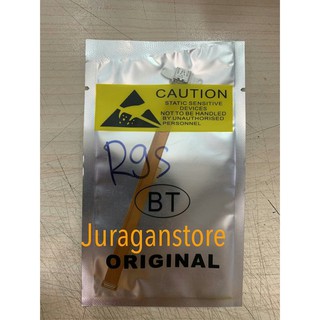 CAUTION
STATIC SENSITIVE
DEVICES
NOT TO BE HANDLED
BY UNAUTHORISED
PERSONNEL
R9s
BT
Juraganstore
ORIGINAL